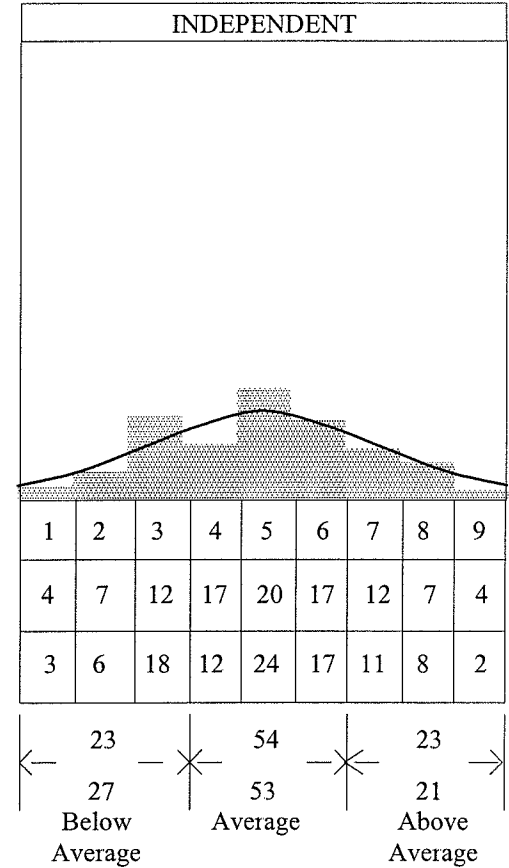 INDEPENDENT
1 2 3 4 5 6 7 8 9
4 7 12 17 20 17 12 7 4
3 6 18 12 24 17 11 8 2
23 54 23
27 53 21
Below Average Above
Average Average